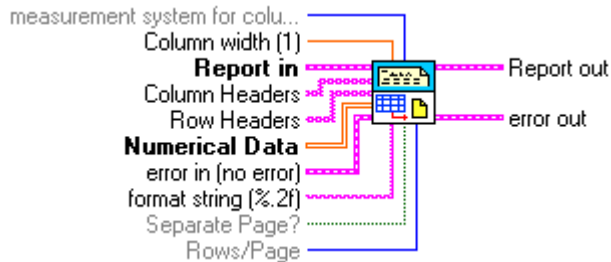 measurement system for colu...
Column width (1)
Report in
Report out
Column Headers
Row Headers
Numerical Data
error in (no error)
error out
format string (%.2f)
Separate Page?
Rows/Page